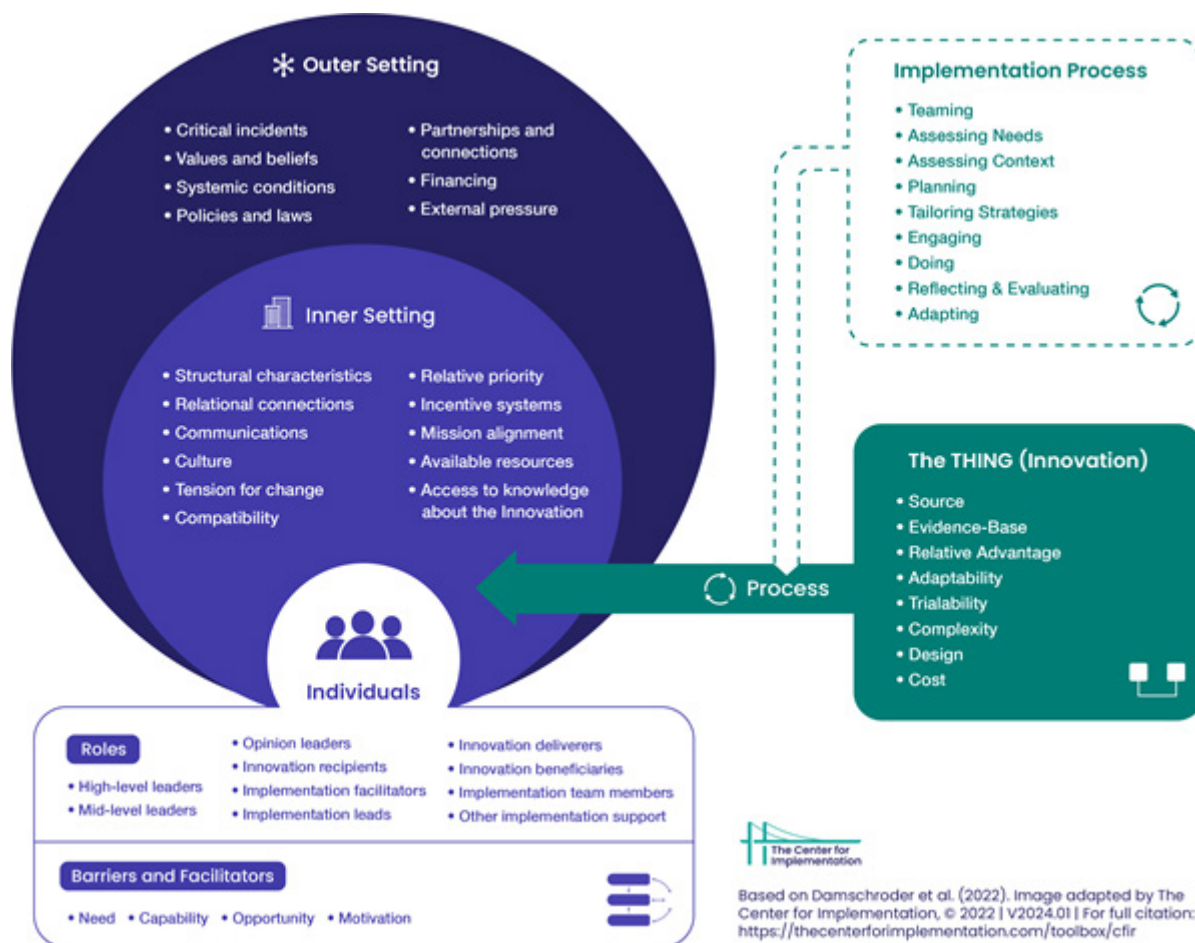 Outer Setting
• Critical incidents
• Values and beliefs
• Systemic conditions
• Policies and laws
• Partnerships and
connections
• Financing
• External pressure
Inner Setting
• Structural characteristics
• Relational connections
• Communications
• Culture
• Tension for change
• Compatibility
• Relative priority
• Incentive systems
• Mission alignment
• Available resources
• Access to knowledge
about the Innovation
Individuals
Roles
• High-level leaders
• Mid-level leaders
• Opinion leaders
• Innovation recipients
• Implementation facilitators
• Implementation leads
• Innovation deliverers
• Innovation beneficiaries
• Implementation team members
• Other implementation support
Barriers and Facilitators
• Need • Capability • Opportunity • Motivation
Implementation Process
• Teaming
• Assessing Needs
• Assessing Context
• Planning
• Tailoring Strategies
• Engaging
• Doing
• Reflecting & Evaluating
• Adapting
Process
The THING (Innovation)
• Source
• Evidence-Base
• Relative Advantage
• Adaptability
• Trialability
• Complexity
• Design
• Cost
The Center for
Implementation
Based on Damschroder et al. (2022). Image adapted by The
Center for Implementation, © 2022 | V2024.01 | For full citation:
https://thecenterforimplementation.com/toolbox/cfir